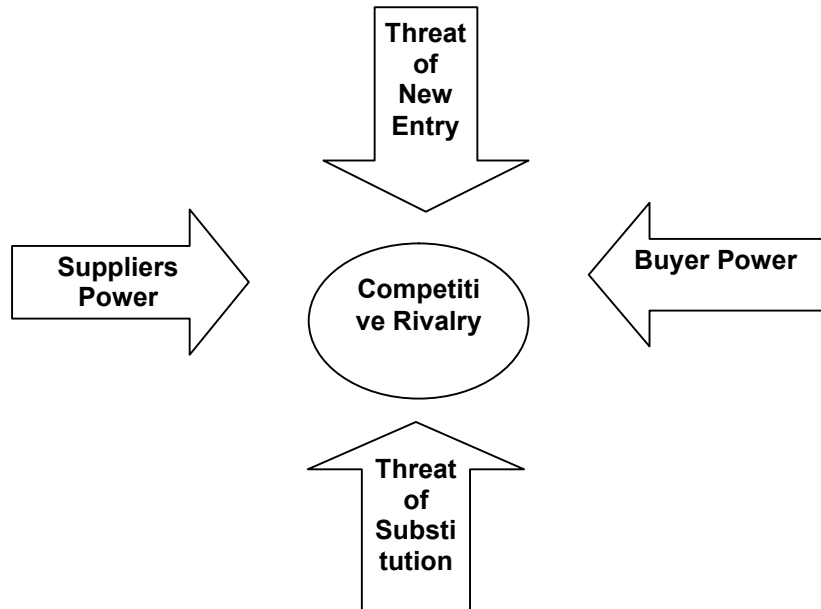 Threat
of
New
Entry
Suppliers
Power
Competiti
ve Rivalry
Buyer Power
Threat
of
Substi
tution